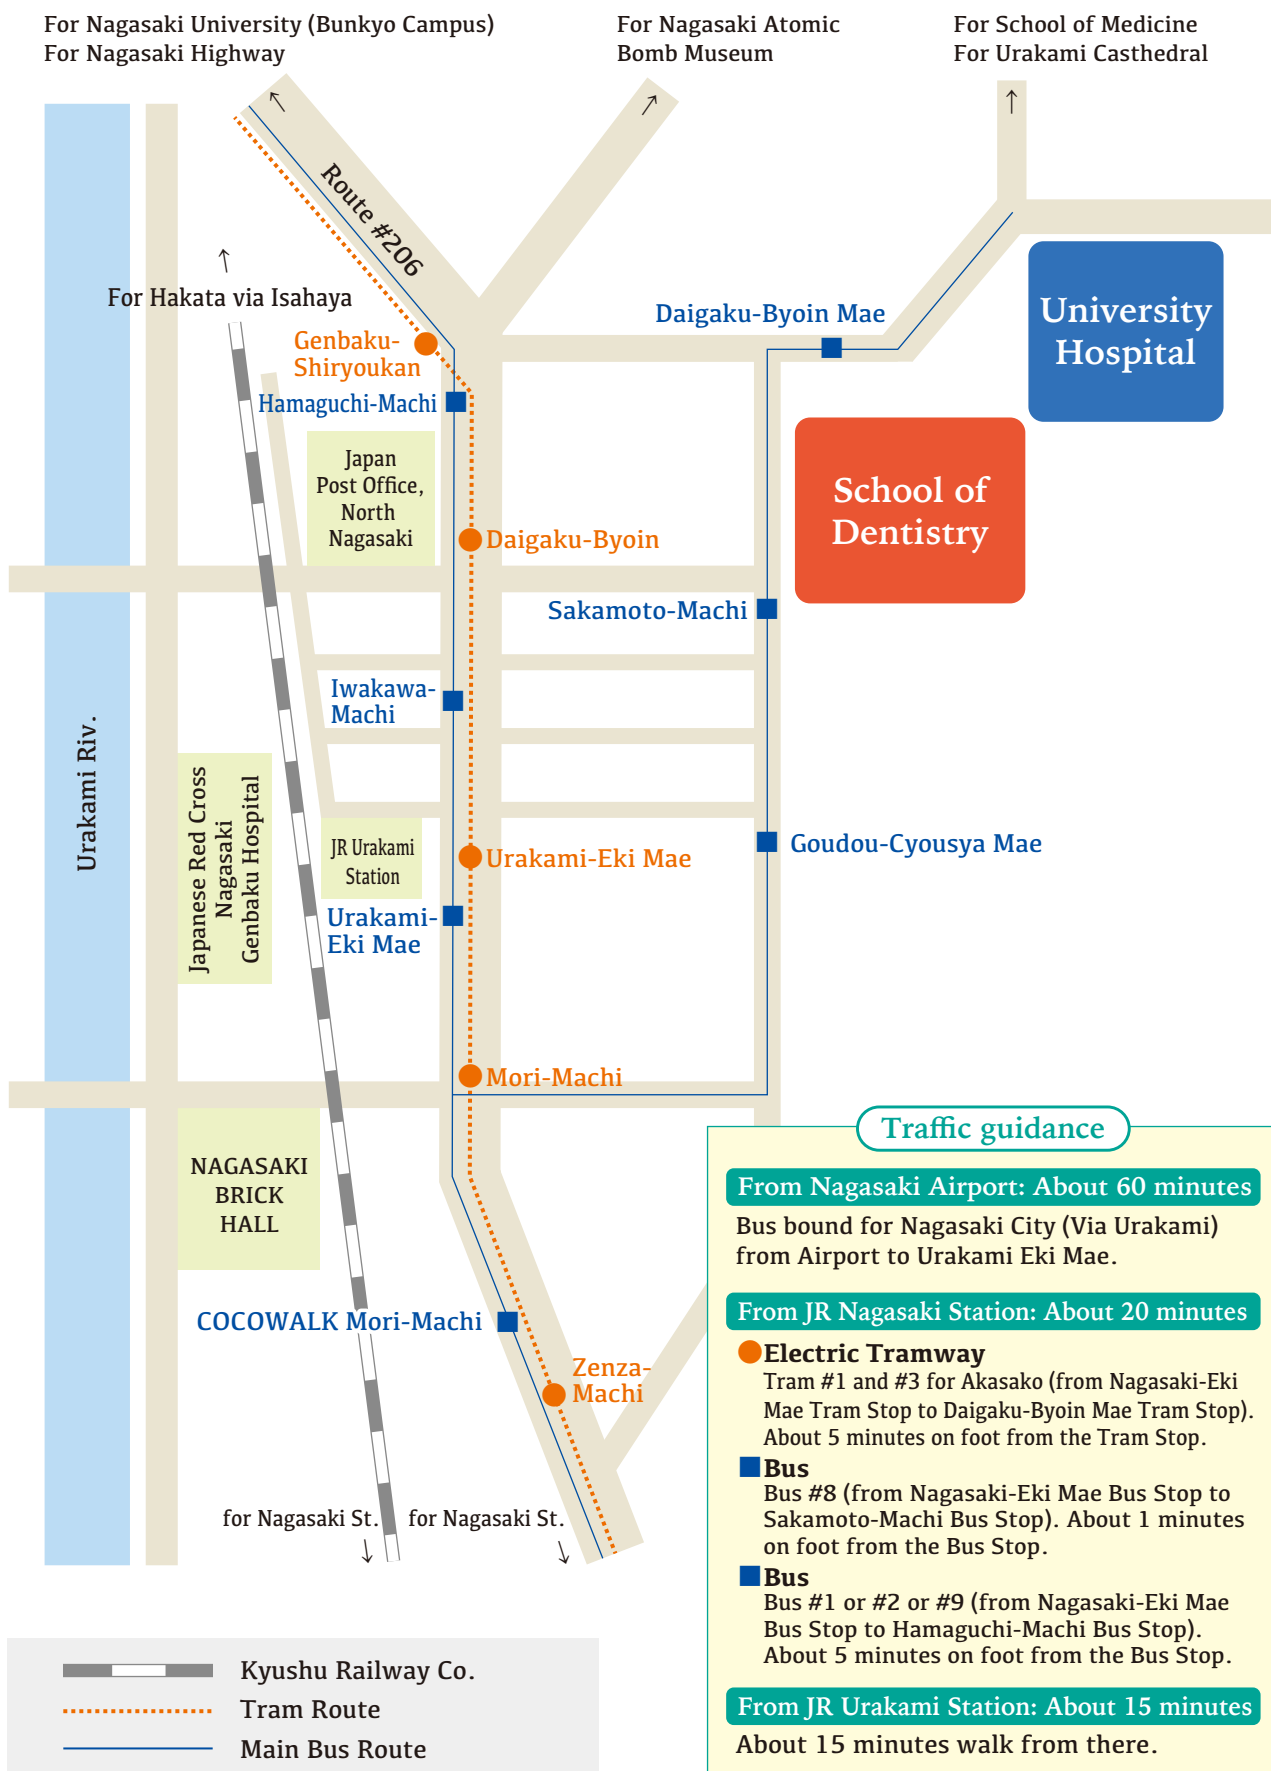 For Nagasaki University (Bunkyo Campus)
For Nagasaki Highway
For Nagasaki Atomic
Bomb Museum
For School of Medicine
For Urakami Casthedral
Route #206
For Hakata via Isahaya
Genbaku-
Shiryoukan
Hamaguchi-Machi
Daigaku-Byoin Mae
University
Hospital
Japan
Post Office,
North
Nagasaki
School of
Dentistry
Daigaku-Byoin
Sakamoto-Machi
Iwakawa-
Machi
Urakami Riv.
Japanese Red Cross
Nagasaki
Genbaku Hospital
JR Urakami
Station
Urakami-Eki Mae
Goudou-Cyousya Mae
Urakami-
Eki Mae
Mori-Machi
NAGASAKI
BRICK
HALL
COCOWALK Mori-Machi
Zenza-
Machi
for Nagasaki St.
for Nagasaki St.
Traffic guidance
From Nagasaki Airport: About 60 minutes
Bus bound for Nagasaki City (Via Urakami)
from Airport to Urakami Eki Mae.
From JR Nagasaki Station: About 20 minutes
Electric Tramway
Tram #1 and #3 for Akasako (from Nagasaki-Eki
Mae Tram Stop to Daigaku-Byoin Mae Tram Stop).
About 5 minutes on foot from the Tram Stop.
Bus
Bus #8 (from Nagasaki-Eki Mae Bus Stop to
Sakamoto-Machi Bus Stop). About 1 minutes
on foot from the Bus Stop.
Bus
Bus #1 or #2 or #9 (from Nagasaki-Eki Mae
Bus Stop to Hamaguchi-Machi Bus Stop).
About 5 minutes on foot from the Bus Stop.
From JR Urakami Station: About 15 minutes
About 15 minutes walk from there.
Kyushu Railway Co.
Tram Route
Main Bus Route